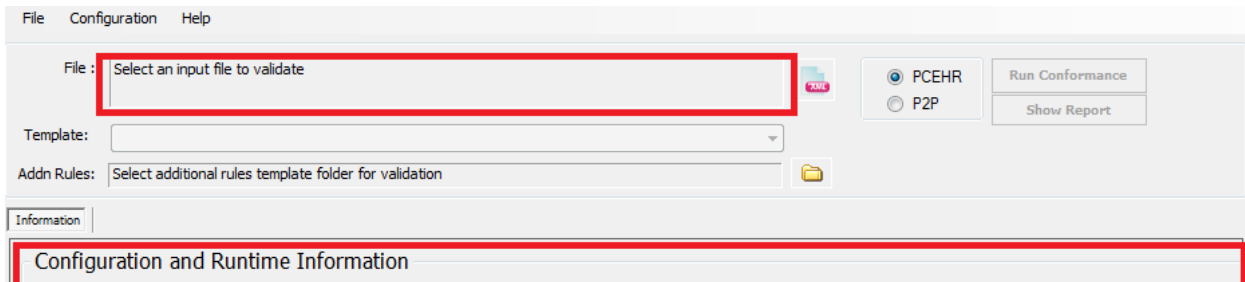 File Configuration Help
File : Select an input file to validate
XML
PCEHR
Run Conformance
P2P
Show Report
Template:
Addn Rules: Select additional rules template folder for validation
Information
Configuration and Runtime Information